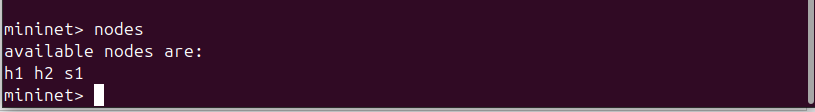 mininet> nodes
available nodes are:
h1 h2 s1
mininet>